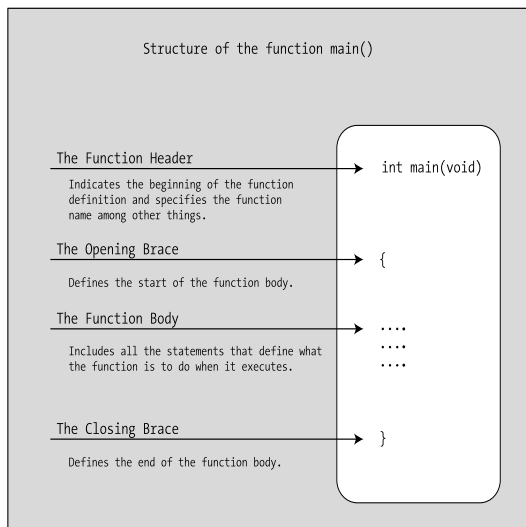 Structure of the function main()
The Function Header
int main(void)
Indicates the beginning of the function
definition and specifies the function
name among other things.
The Opening Brace
{
Defines the start of the function body.
The Function Body
....
Includes all the statements that define what
the function is to do when it executes.
....
....
The Closing Brace
}
Defines the end of the function body.